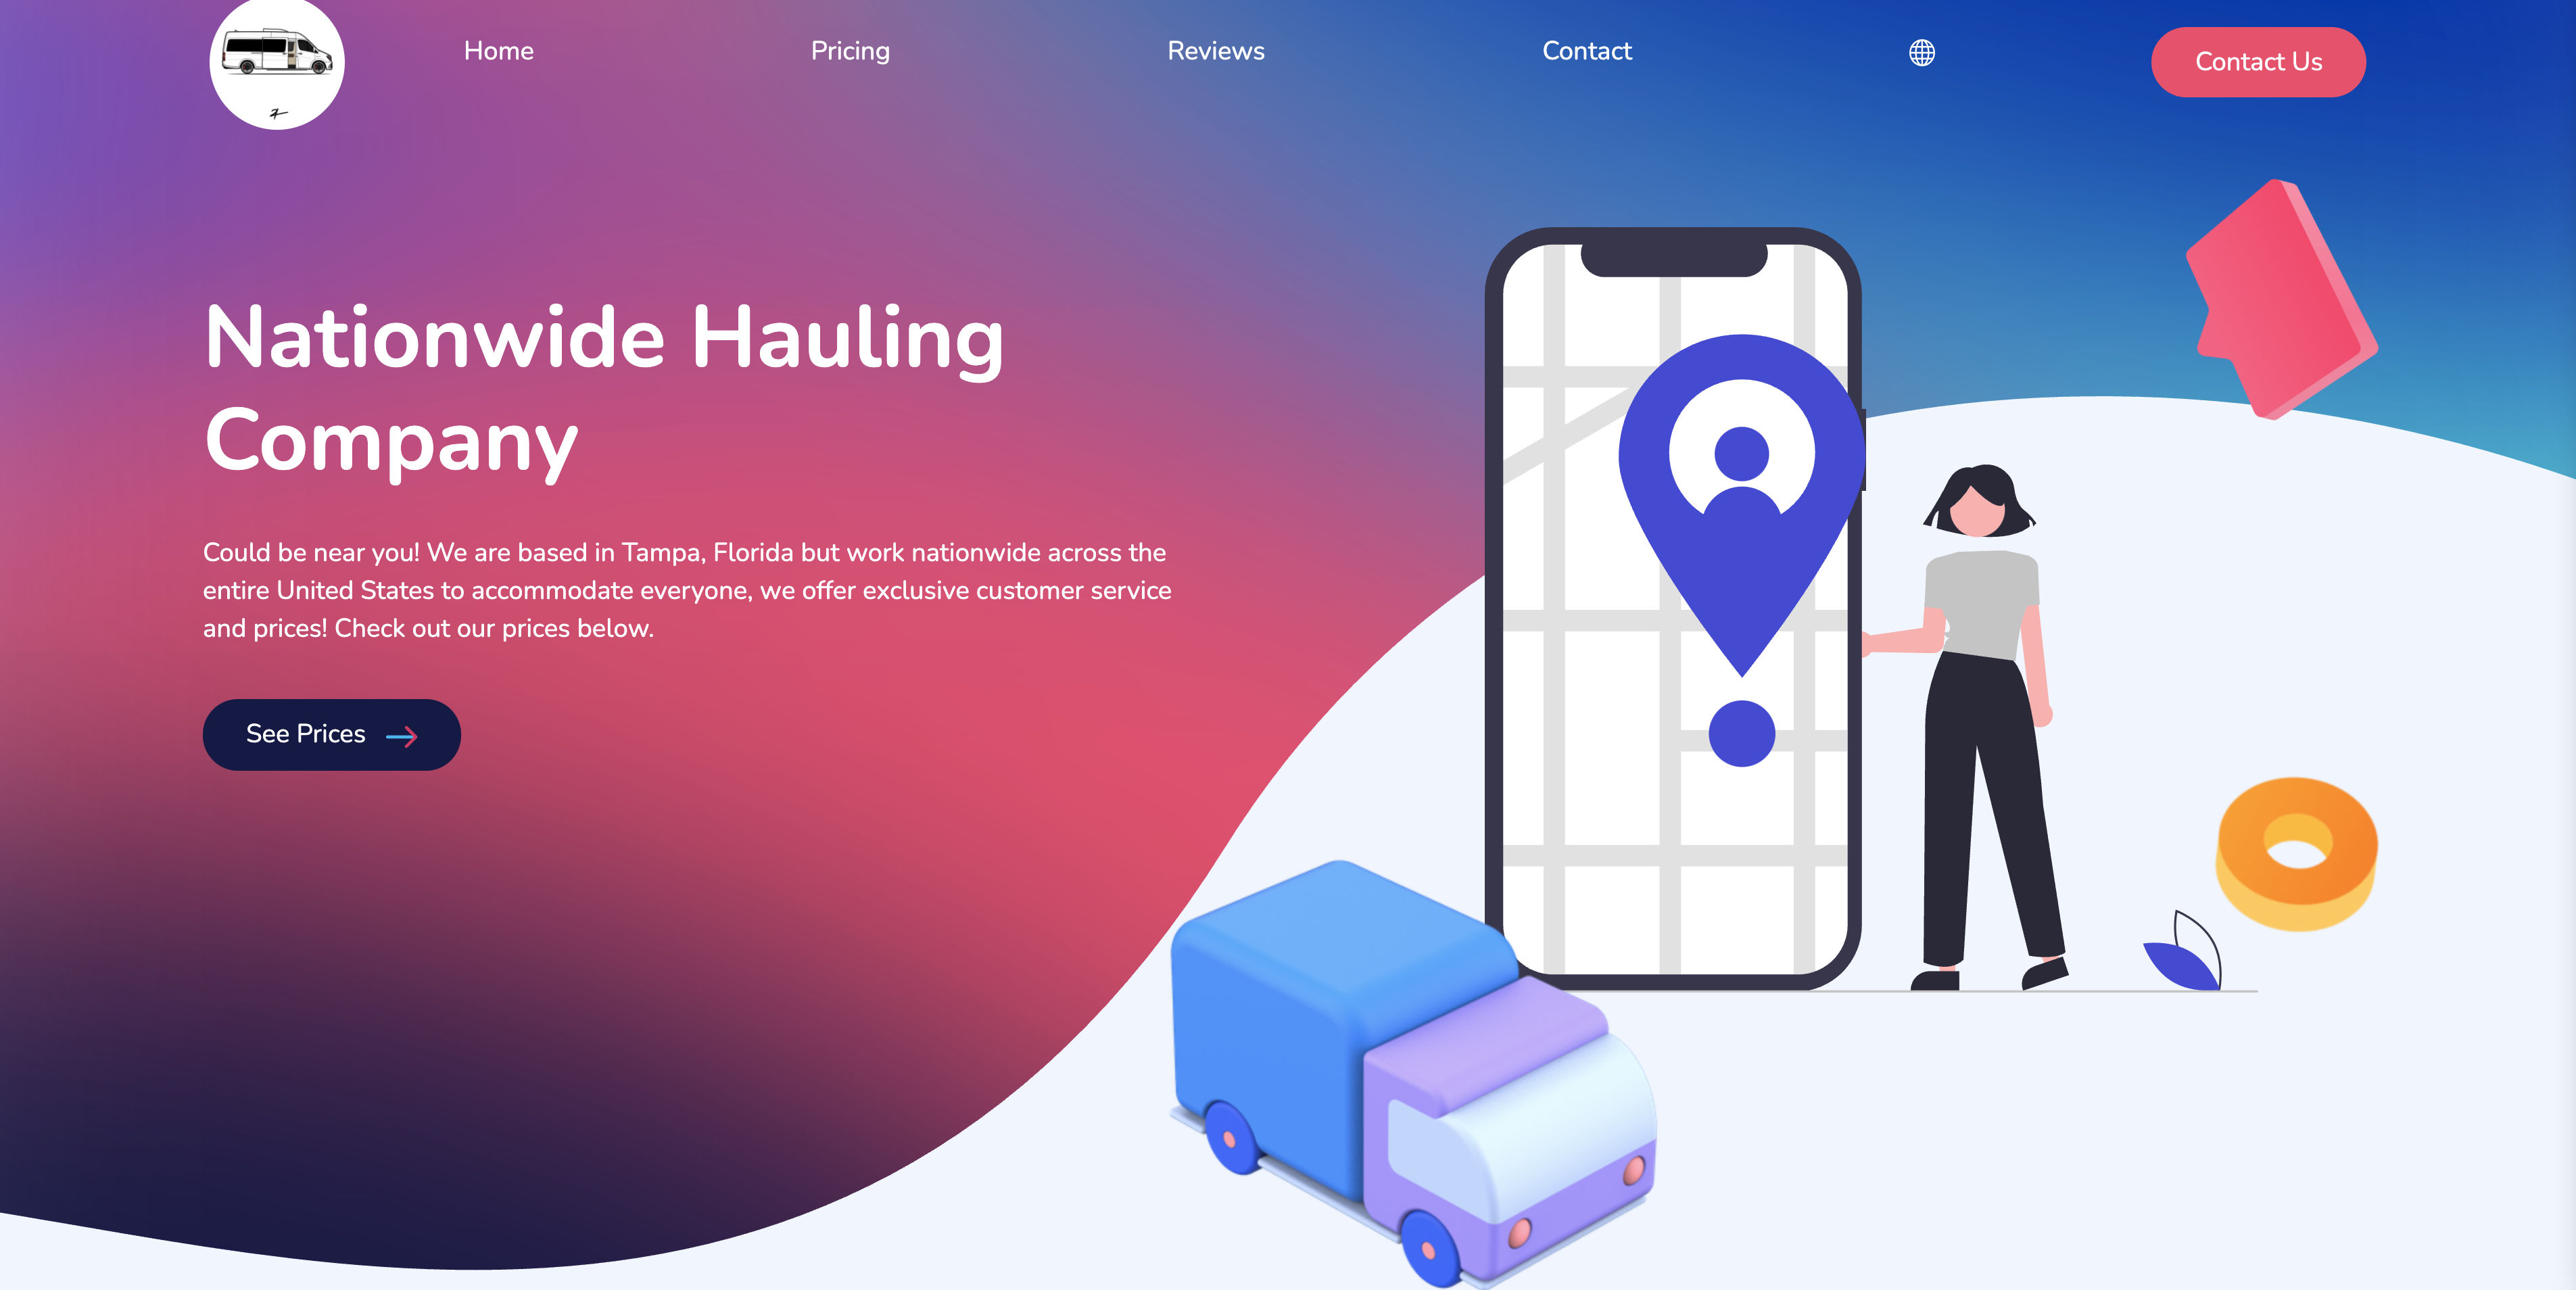 Home
Pricing
Reviews
Contact
Contact Us
Nationwide Hauling
Company
Could be near you! We are based in Tampa, Florida but work nationwide across the
entire United States to accommodate everyone, we offer exclusive customer service
and prices! Check out our prices below.
See Prices